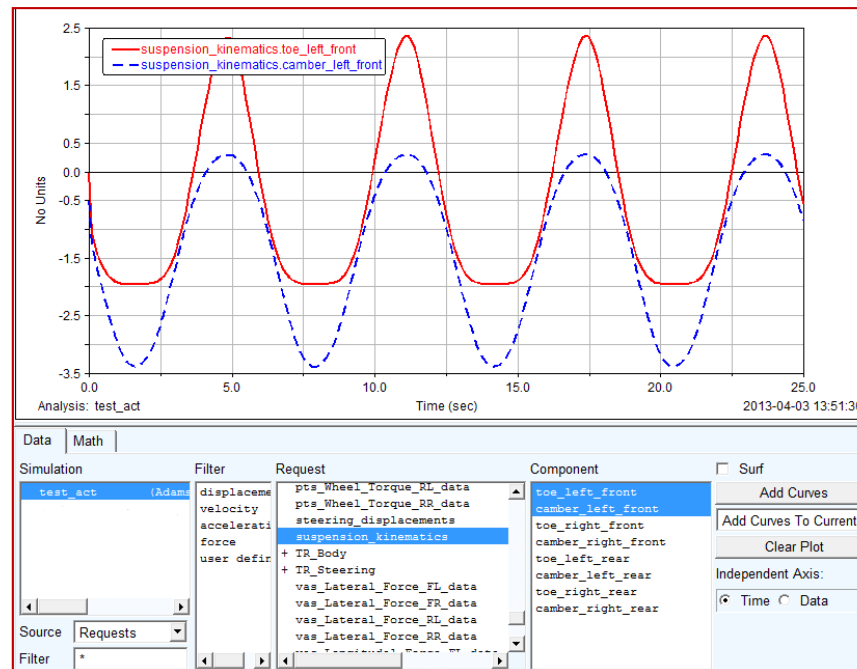 2.5
suspension_kinematics.toe_left_front
suspension_kinematics.camber_left_front
1.5
0.5
0.0
-0.5
-1.5
-2.5
-3.5
No Units
0.0 5.0 10.0 15.0 20.0 25.0
Analysis: test_act Time (sec) 2013-04-03 13:51:30
Data Math
Simulation Filter Request Component Surf
test_act (Adams
displaceme
velocity
accelerati
force
user defin
pts_Wheel_Torque_RL_data
pts_Wheel_Torque_RR_data
steering_displacements
suspension_kinematics
+ TR_Body
+ TR_Steering
vas_Lateral_Force_FL_data
vas_Lateral_Force_FR_data
vas_Lateral_Force_RL_data
vas_Lateral_Force_RR_data
toe_left_front
camber_left_front
toe_right_front
camber_right_front
toe_left_rear
camber_left_rear
toe_right_rear
camber_right_rear
Add Curves
Add Curves To Current
Clear Plot
Independent Axis:
Time Data
Source Requests
Filter *